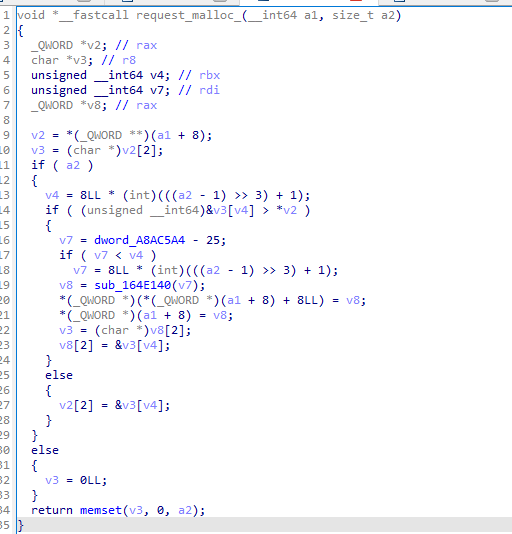 1 void *__fastcall request_malloc_(__int64 a1, size_t a2)
2 {
3 _QWORD *v2; // rax
4 char *v3; // r8
5 unsigned __int64 v4; // rbx
6 unsigned __int64 v7; // rdi
7 _QWORD *v8; // rax
8
9 v2 = *(_QWORD **)(a1 + 8);
10 v3 = (char *)v2[2];
11 if ( a2 )
12 {
13 v4 = 8LL * (int)(((a2 - 1) >> 3) + 1);
14 if ( (unsigned __int64)&v3[v4] > *v2 )
15 {
16 v7 = dword_A8AC5A4 - 25;
17 if ( v7 < v4 )
18 v7 = 8LL * (int)(((a2 - 1) >> 3) + 1);
19 v8 = sub_164E140(v7);
20 *(_QWORD *)(*(_QWORD *)(a1 + 8) + 8LL) = v8;
21 *(_QWORD *)(a1 + 8) = v8;
22 v3 = (char *)v8[2];
23 v8[2] = &v3[v4];
24 }
25 else
26 {
27 v2[2] = &v3[v4];
28 }
29 }
30 else
31 {
32 v3 = 0LL;
33 }
34 return memset(v3, 0, a2);
35 }